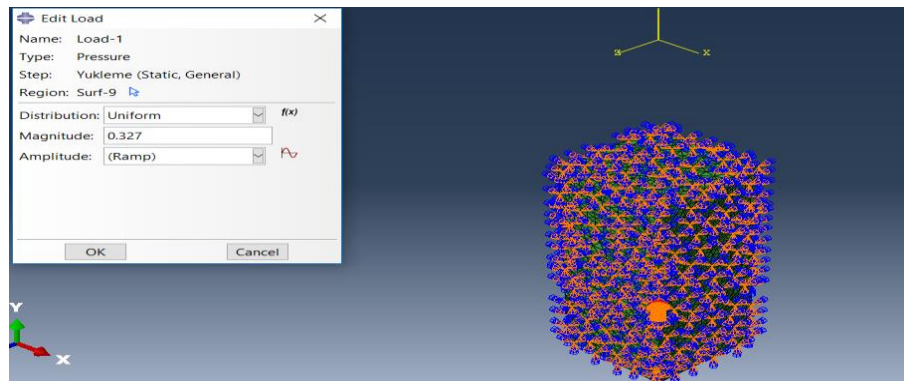 Edit Load
Name: Load-1
Type: Pressure
Step: Yukleme (Static, General)
Region: Surf-9
Distribution: Uniform f(x)
Magnitude: 0.327
Amplitude: (Ramp)
OK Cancel
Y
X
X